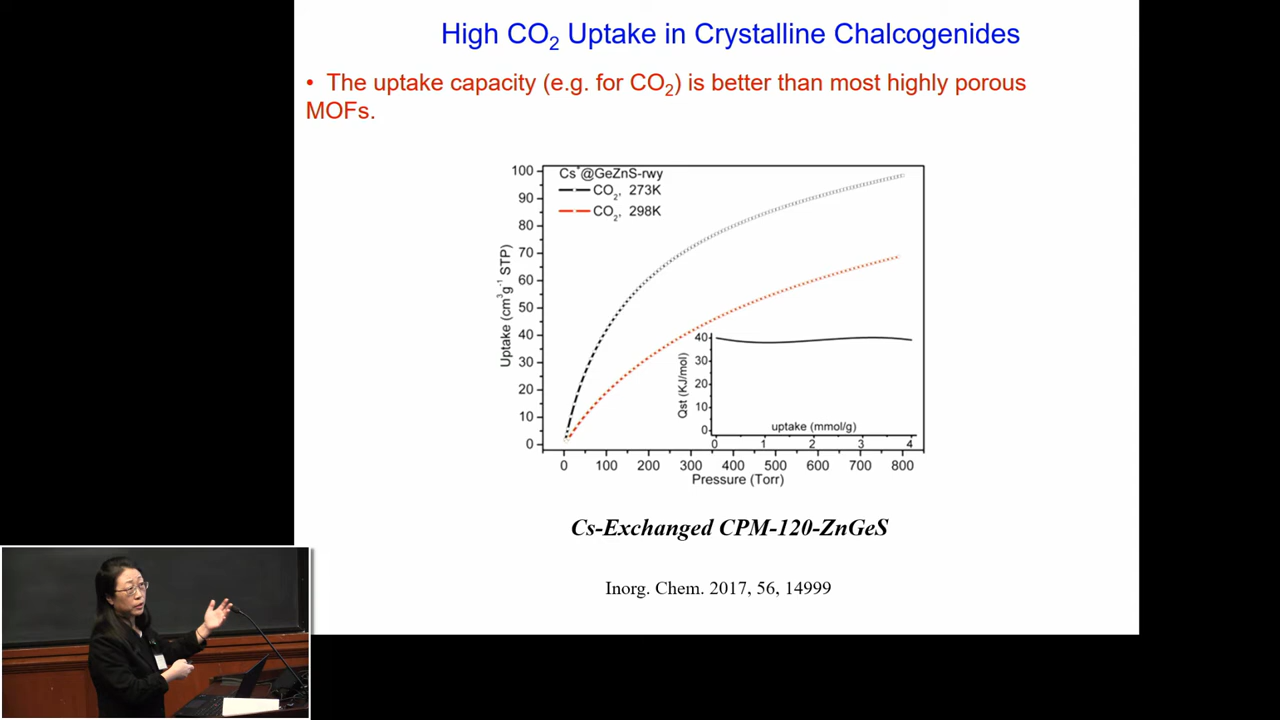 High CO₂ Uptake in Crystalline Chalcogenides
• The uptake capacity (e.g. for CO₂) is better than most highly porous
MOFs.
Cs⁺@GeZnS-rwy
CO₂, 273K
CO₂, 298K
Uptake (cm³g⁻¹ STP)
100
90
80
70
60
50
40
30
20
10
0
0 100 200 300 400 500 600 700 800
Pressure (Torr)
Qst (KJ/mol)
40
30
20
10
0
uptake (mmol/g)
0 1 2 3 4
Cs-Exchanged CPM-120-ZnGeS
Inorg. Chem. 2017, 56, 14999